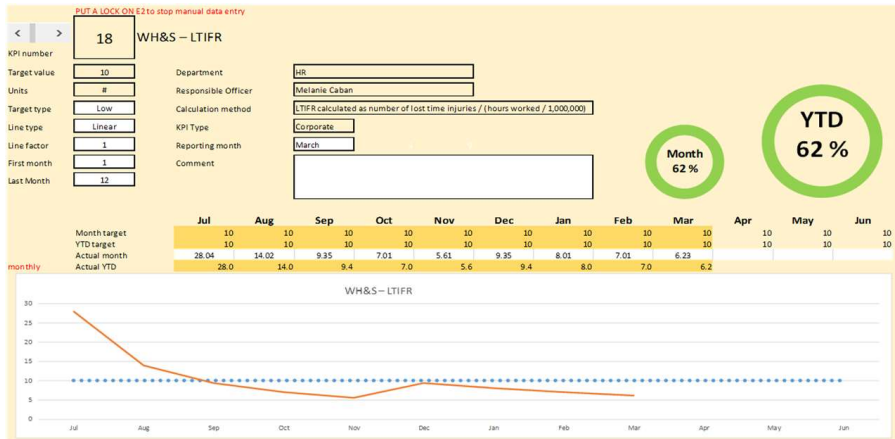 PUT A LOCK ON E2 to stop manual data entry
< > 18 WH&S – LTIFR
KPI number
Target value 10 Department HR
Units # Responsible Officer Melanie Caban
Target type Low Calculation method LTIFR calculated as number of lost time injuries / (hours worked / 1,000,000)
Line type Linear KPI Type Corporate
Line factor 1 Reporting month March
First month 1 Comment
Last Month 12
Month
62 %
YTD
62 %
Jul Aug Sep Oct Nov Dec Jan Feb Mar Apr May Jun
Month target 10 10 10 10 10 10 10 10 10 10 10 10
YTD target 10 10 10 10 10 10 10 10 10 10 10 10
Actual month 28.04 14.02 9.35 7.01 5.61 9.35 8.01 7.01 6.23
monthly Actual YTD 28.0 14.0 9.4 7.0 5.6 9.4 8.0 7.0 6.2
WH&S – LTIFR
30
25
20
15
10
5
0
Jul Aug Sep Oct Nov Dec Jan Feb Mar Apr May Jun